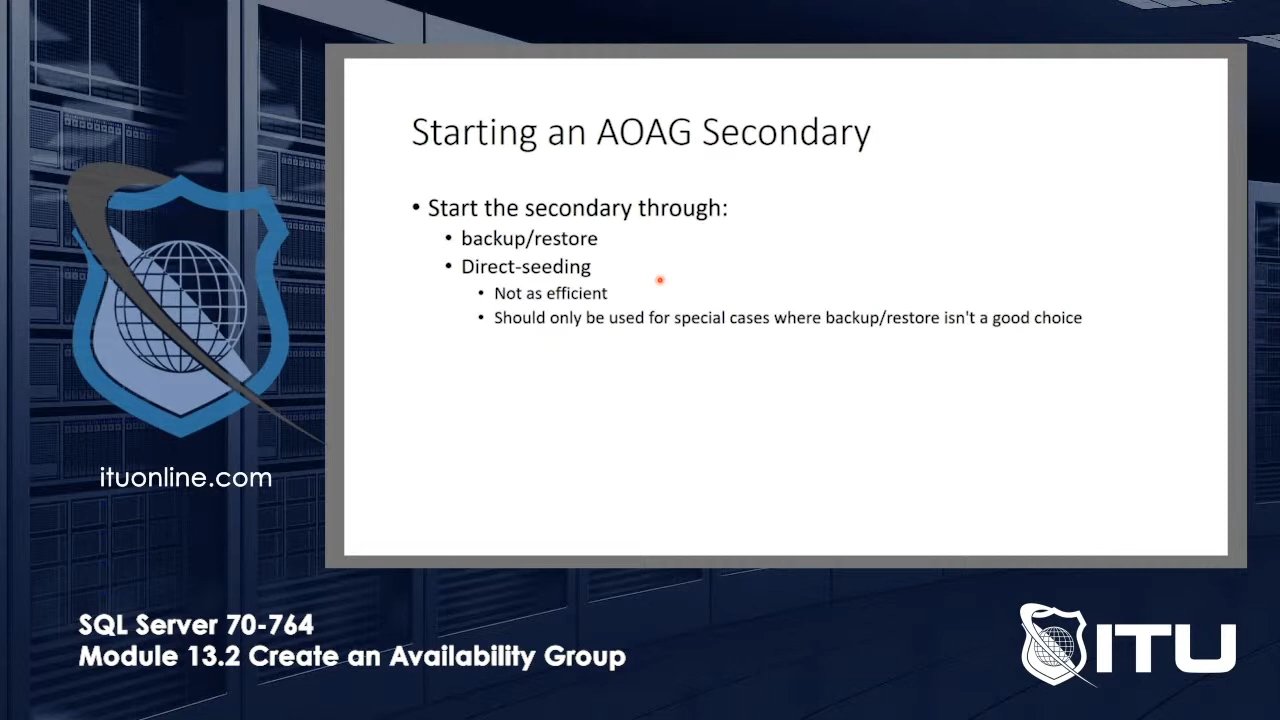 Starting an AOAG Secondary
• Start the secondary through:
• backup/restore
• Direct-seeding
• Not as efficient
• Should only be used for special cases where backup/restore isn't a good choice
ituonline.com
SQL Server 70-764
Module 13.2 Create an Availability Group
ITU